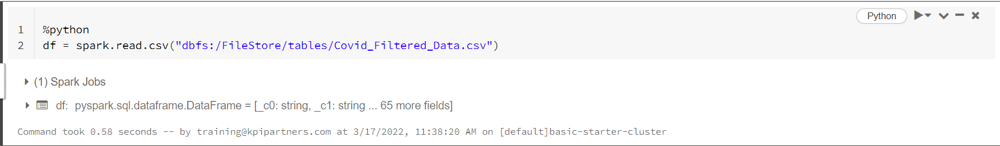 Python
1 %python
2 df = spark.read.csv("dbfs:/FileStore/tables/Covid_Filtered_Data.csv")
(1) Spark Jobs
df: pyspark.sql.dataframe.DataFrame = [_c0: string, _c1: string ... 65 more fields]
Command took 0.58 seconds -- by training@kpipartners.com at 3/17/2022, 11:38:20 AM on [default]basic-starter-cluster